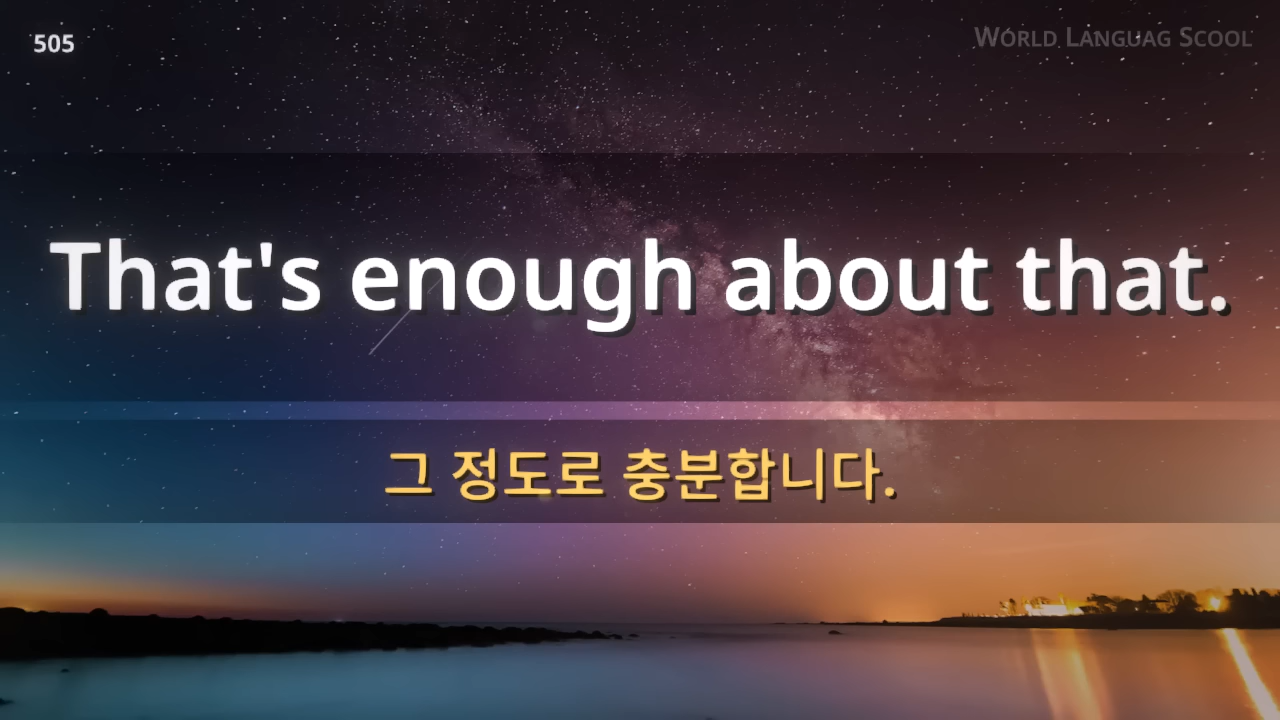 505
WORLD LANGUAG SCOOL
That's enough about that.
그 정도로 충분합니다.